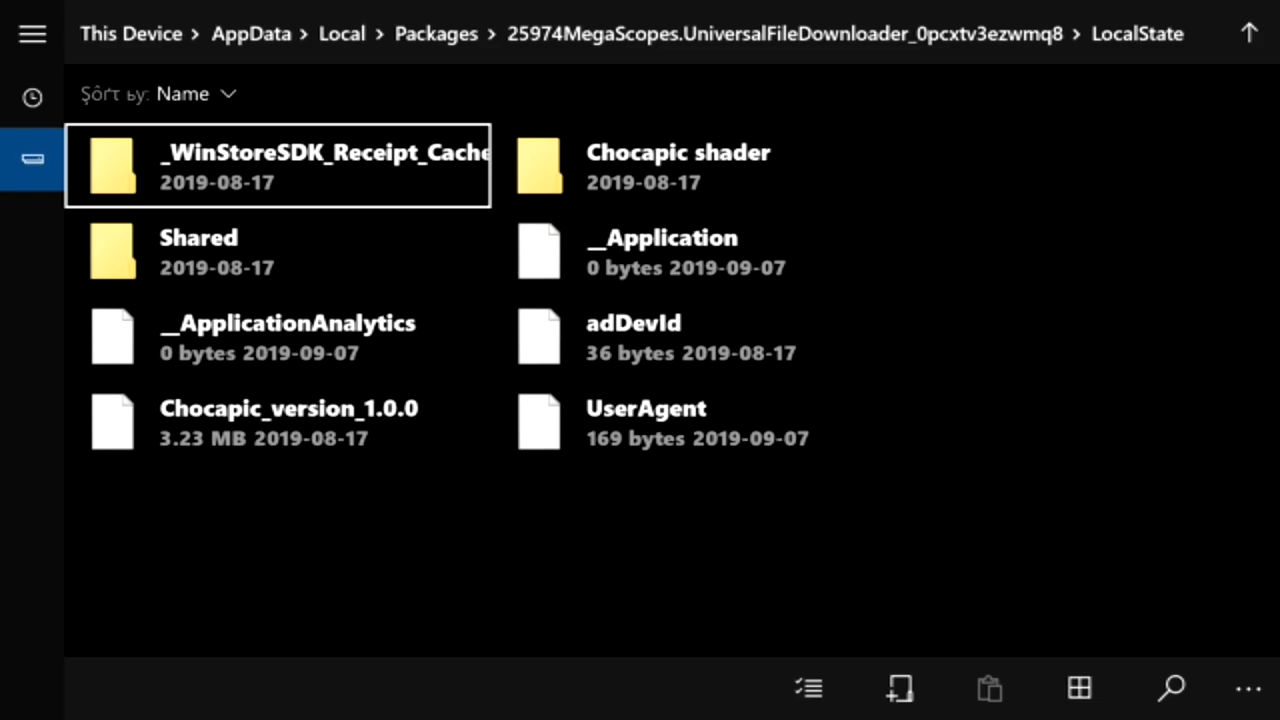 This Device > AppData > Local > Packages > 25974MegaScopes.UniversalFileDownloader_0pcxtv3ezwmq8 > LocalState
Şôŕτ ьy: Name
_WinStoreSDK_Receipt_Cache
2019-08-17
Chocapic shader
2019-08-17
Shared
2019-08-17
__Application
0 bytes 2019-09-07
__ApplicationAnalytics
0 bytes 2019-09-07
adDevId
36 bytes 2019-08-17
Chocapic_version_1.0.0
3.23 MB 2019-08-17
UserAgent
169 bytes 2019-09-07